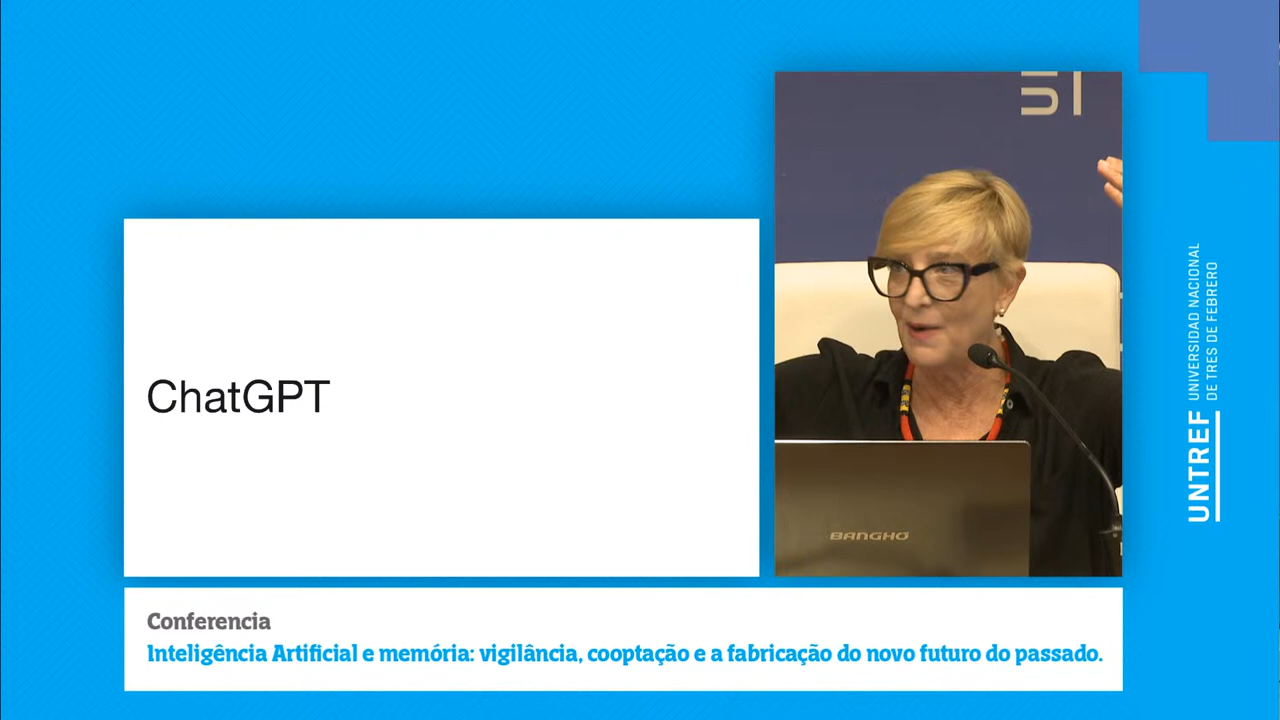 ChatGPT
BANGHO
Conferencia
Inteligência Artificial e memória: vigilância, cooptação e a fabricação do novo futuro do passado.
UNTREF
UNIVERSIDAD NACIONAL
DE TRES DE FEBRERO